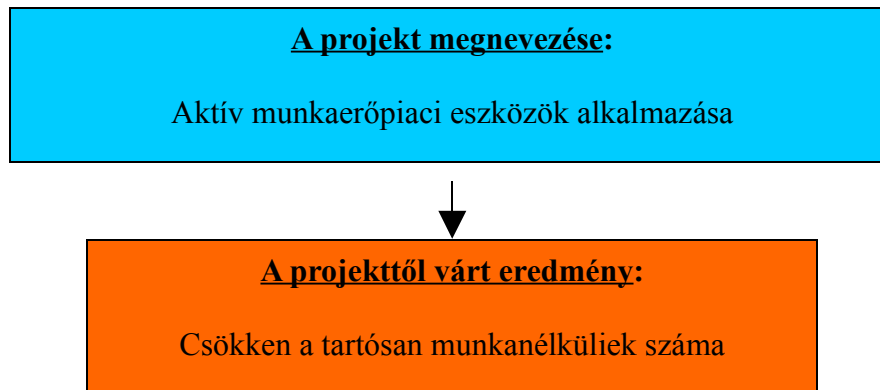 A projekt megnevezése:
Aktív munkaerőpiaci eszközök alkalmazása
A projekttől várt eredmény:
Csökken a tartósan munkanélküliek száma